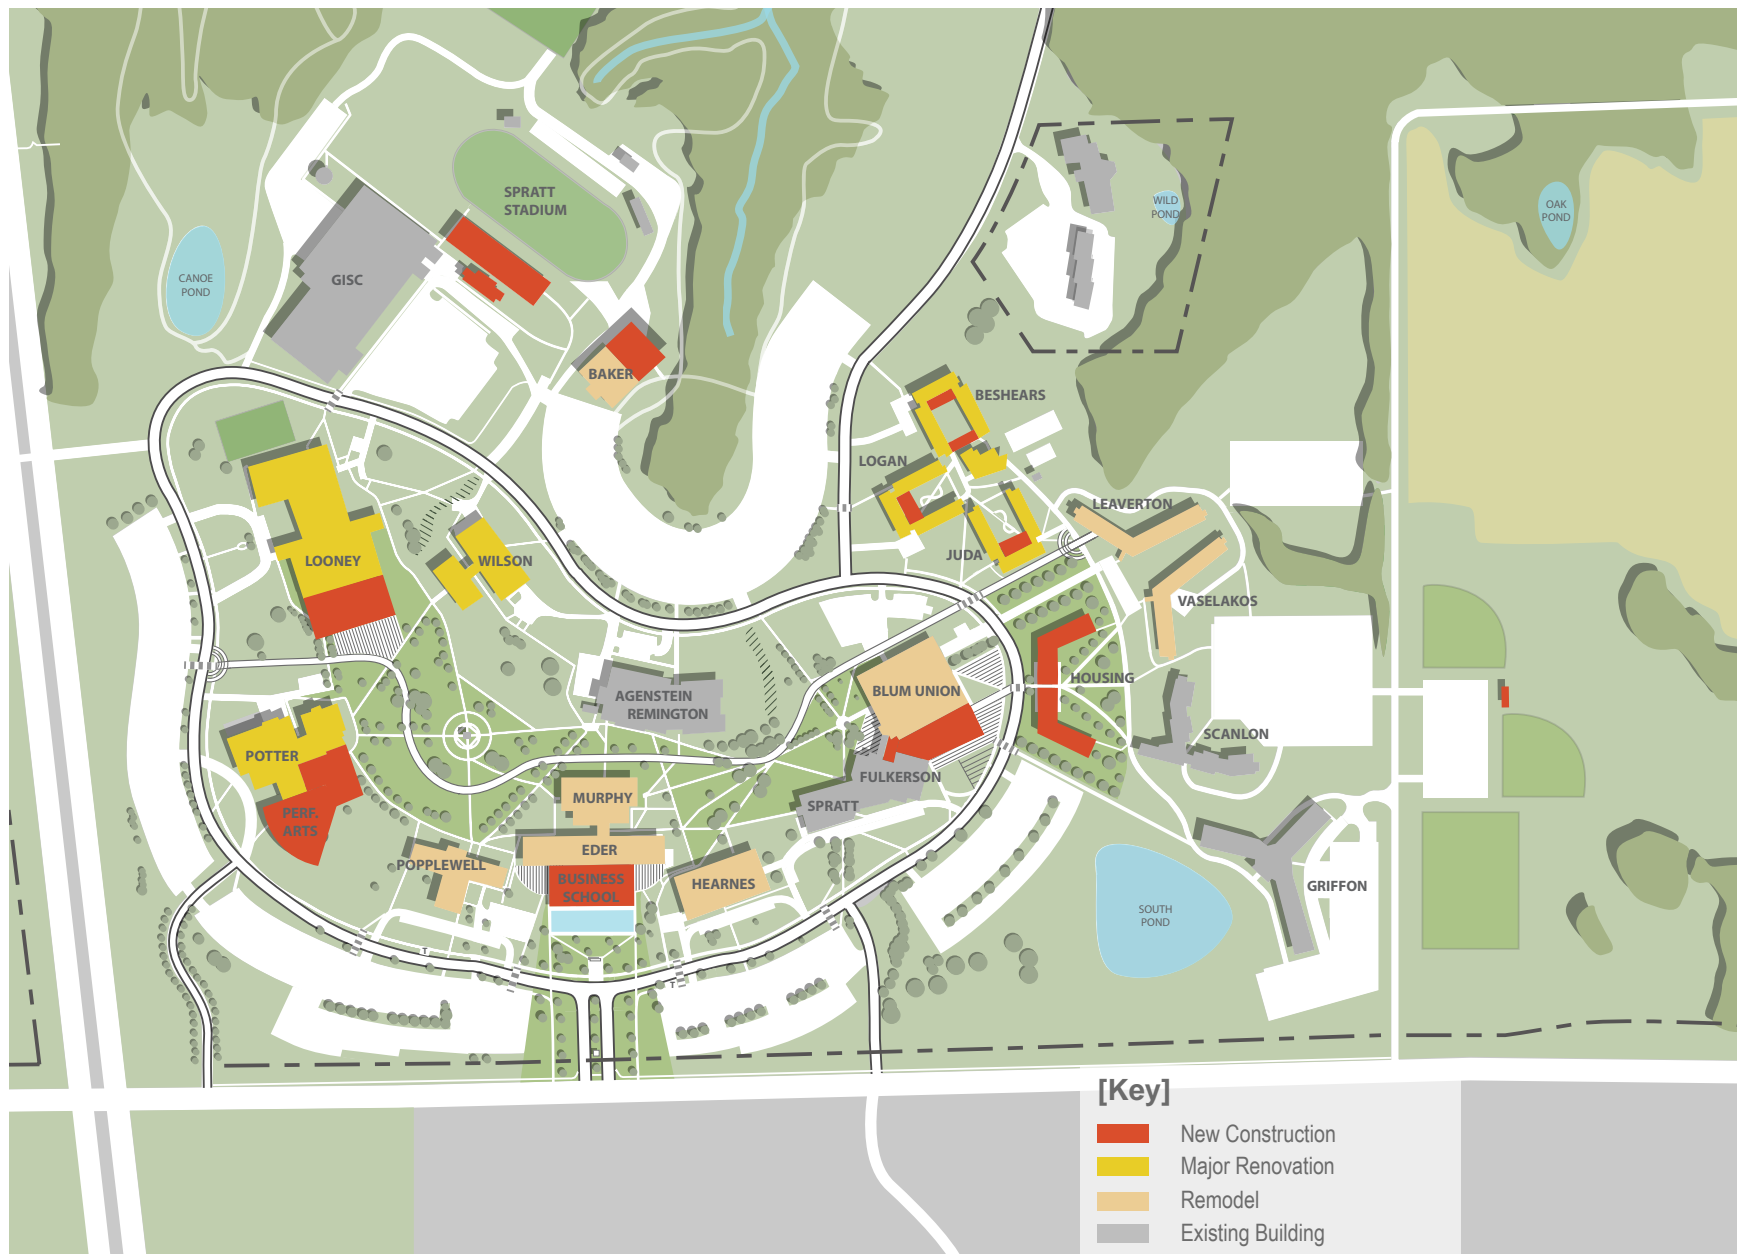 SPRATT
STADIUM
WILD
POND
OAK
POND
CANOE
POND
GISC
BAKER
BESHEARS
LOGAN
LEAVERTON
JUDA
LOONEY
WILSON
VASELAKOS
HOUSING
BLUM UNION
AGENSTEIN
REMINGTON
SCANLON
POTTER
FULKERSON
MURPHY
SPRATT
PERF.
ARTS
EDER
POPPLEWELL
BUSINESS
SCHOOL
HEARNES
GRIFFON
SOUTH
POND
T
T
[Key]
New Construction
Major Renovation
Remodel
Existing Building